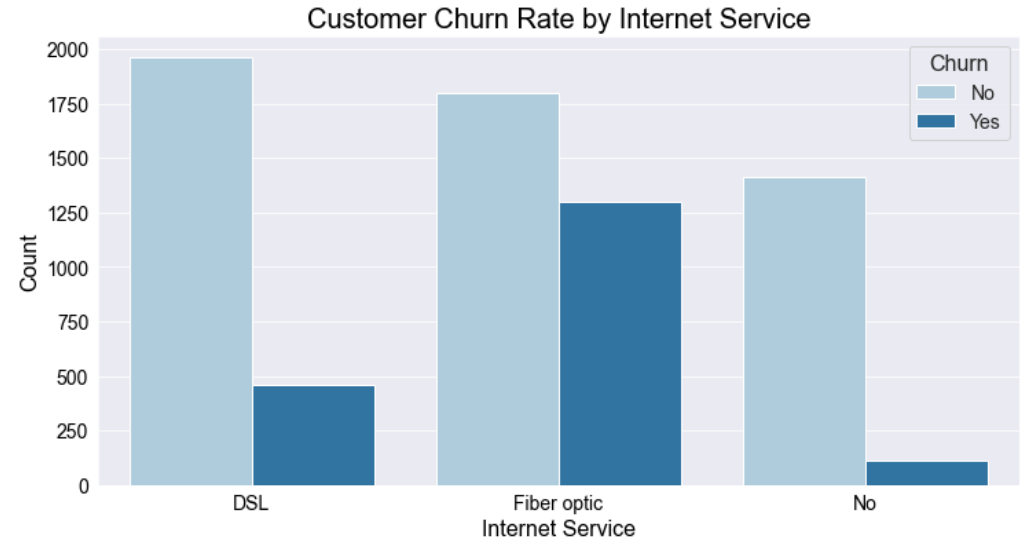 Customer Churn Rate by Internet Service
Churn
No
Yes
2000
1750
1500
1250
1000
750
500
250
0
Count
DSL Fiber optic No
Internet Service